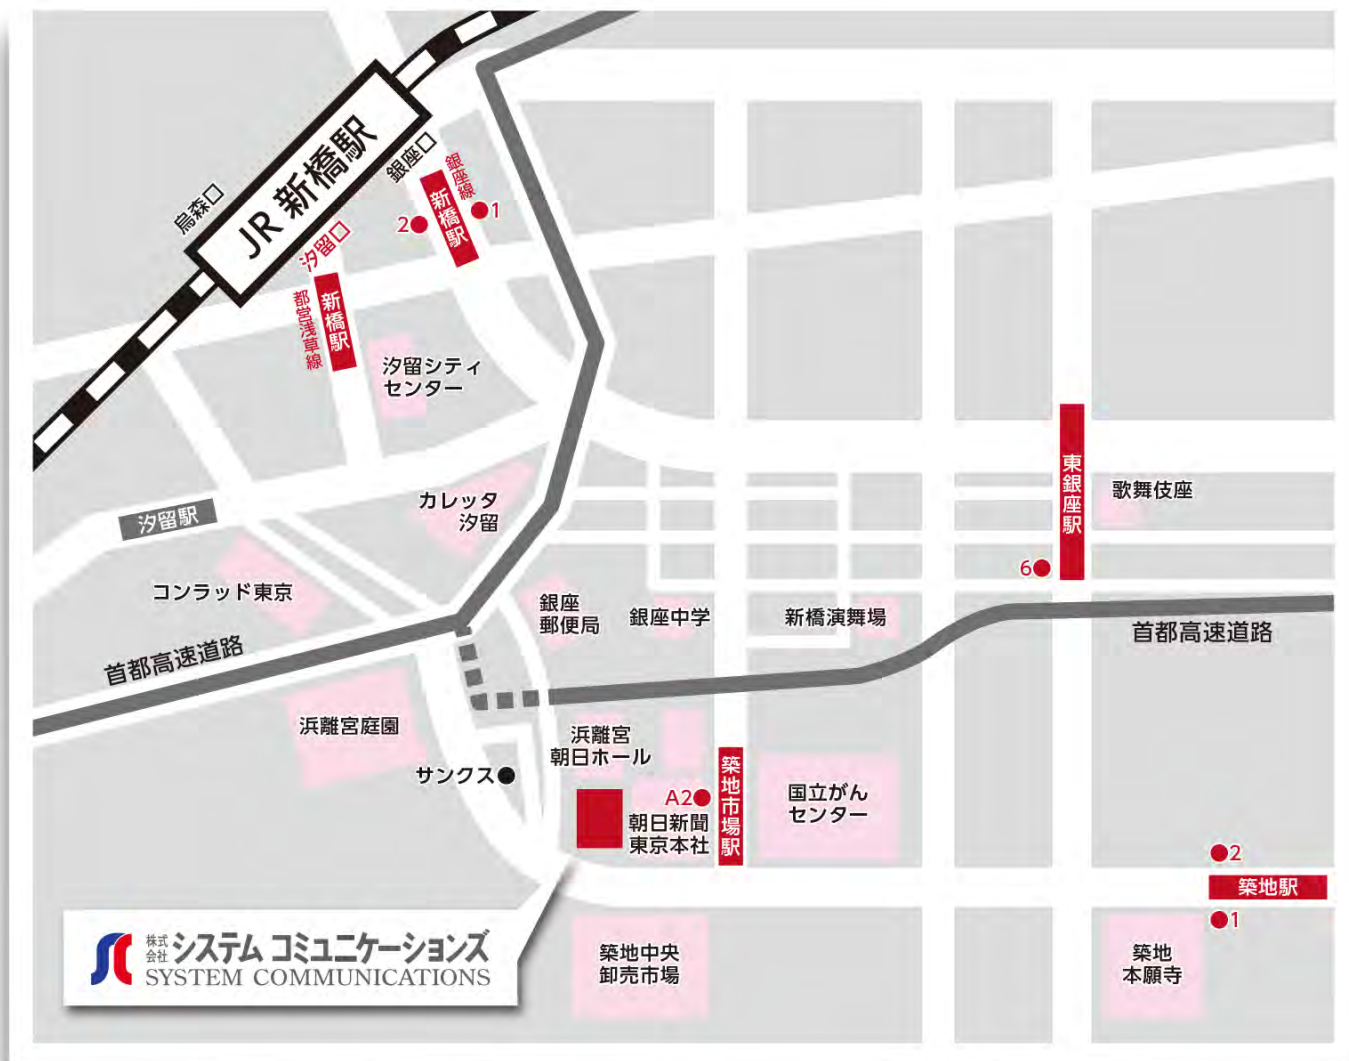 JR 新橋駅
銀座□
烏森□
汐留□
銀座線
新橋駅
2●
●1
都営浅草線
新橋駅
汐留シティ
センター
汐留駅
カレッタ
汐留
コンラッド東京
首都高速道路
浜離宮庭園
サンクス●
銀座
郵便局
銀座中学
新橋演舞場
東銀座駅
6●
歌舞伎座
首都高速道路
浜離宮
朝日ホール
A2●
朝日新聞
東京本社
築地市場駅
国立がん
センター
●2
築地駅
●1
築地
本願寺
築地中央
卸売市場
株式
会社
システム コミュニケーションズ
SYSTEM COMMUNICATIONS